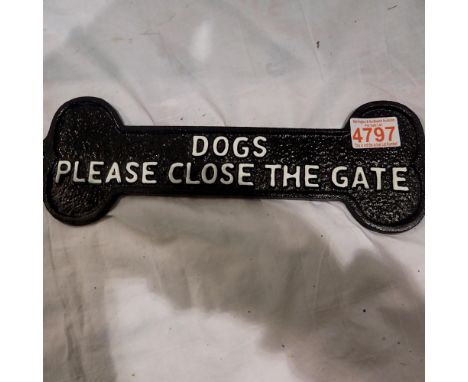 DOGS
PLEASE CLOSE THE GATE
4797